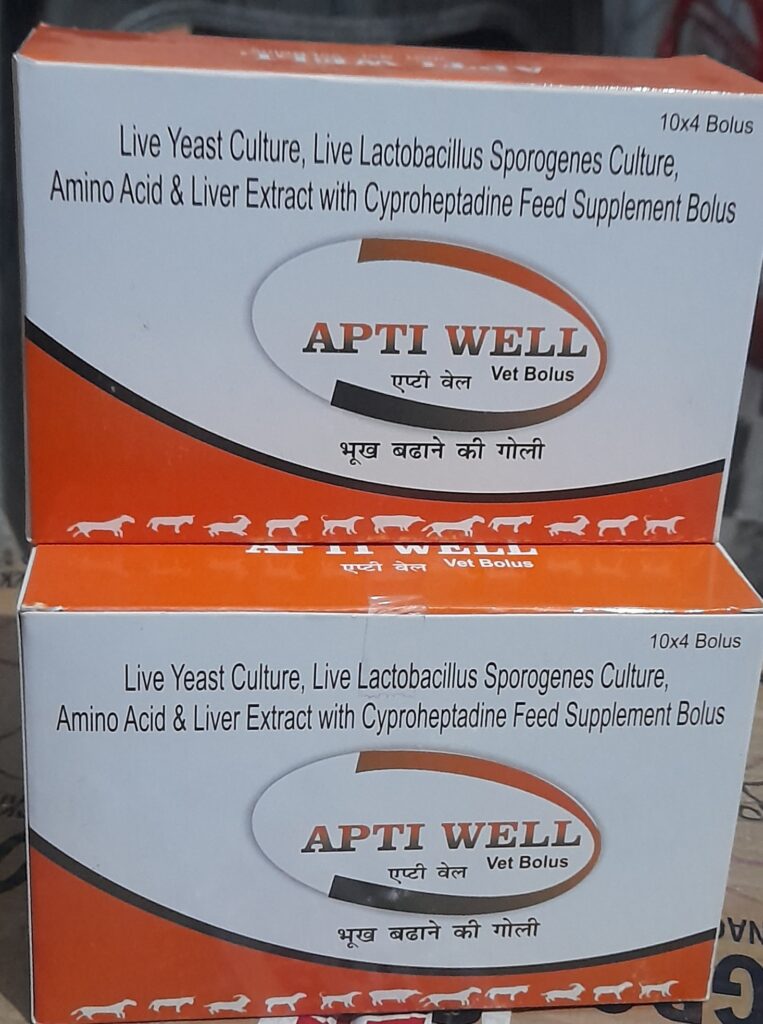 10x4 Bolus
Live Yeast Culture, Live Lactobacillus Sporogenes Culture,
Amino Acid & Liver Extract with Cyproheptadine Feed Supplement Bolus
APTI WELL
एप्टी वेल Vet Bolus
भूख बढाने की गोली
APTI WELL
एप्टी वेल Vet Bolus
10x4 Bolus
Live Yeast Culture, Live Lactobacillus Sporogenes Culture,
Amino Acid & Liver Extract with Cyproheptadine Feed Supplement Bolus
APTI WELL
एप्टी वेल Vet Bolus
भूख बढाने की गोली